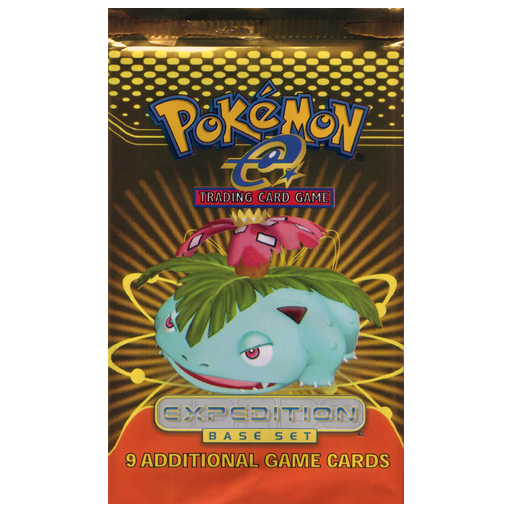 POKéMON
e
TRADING CARD GAME
EXPEDITION
BASE SET
9 ADDITIONAL GAME CARDS